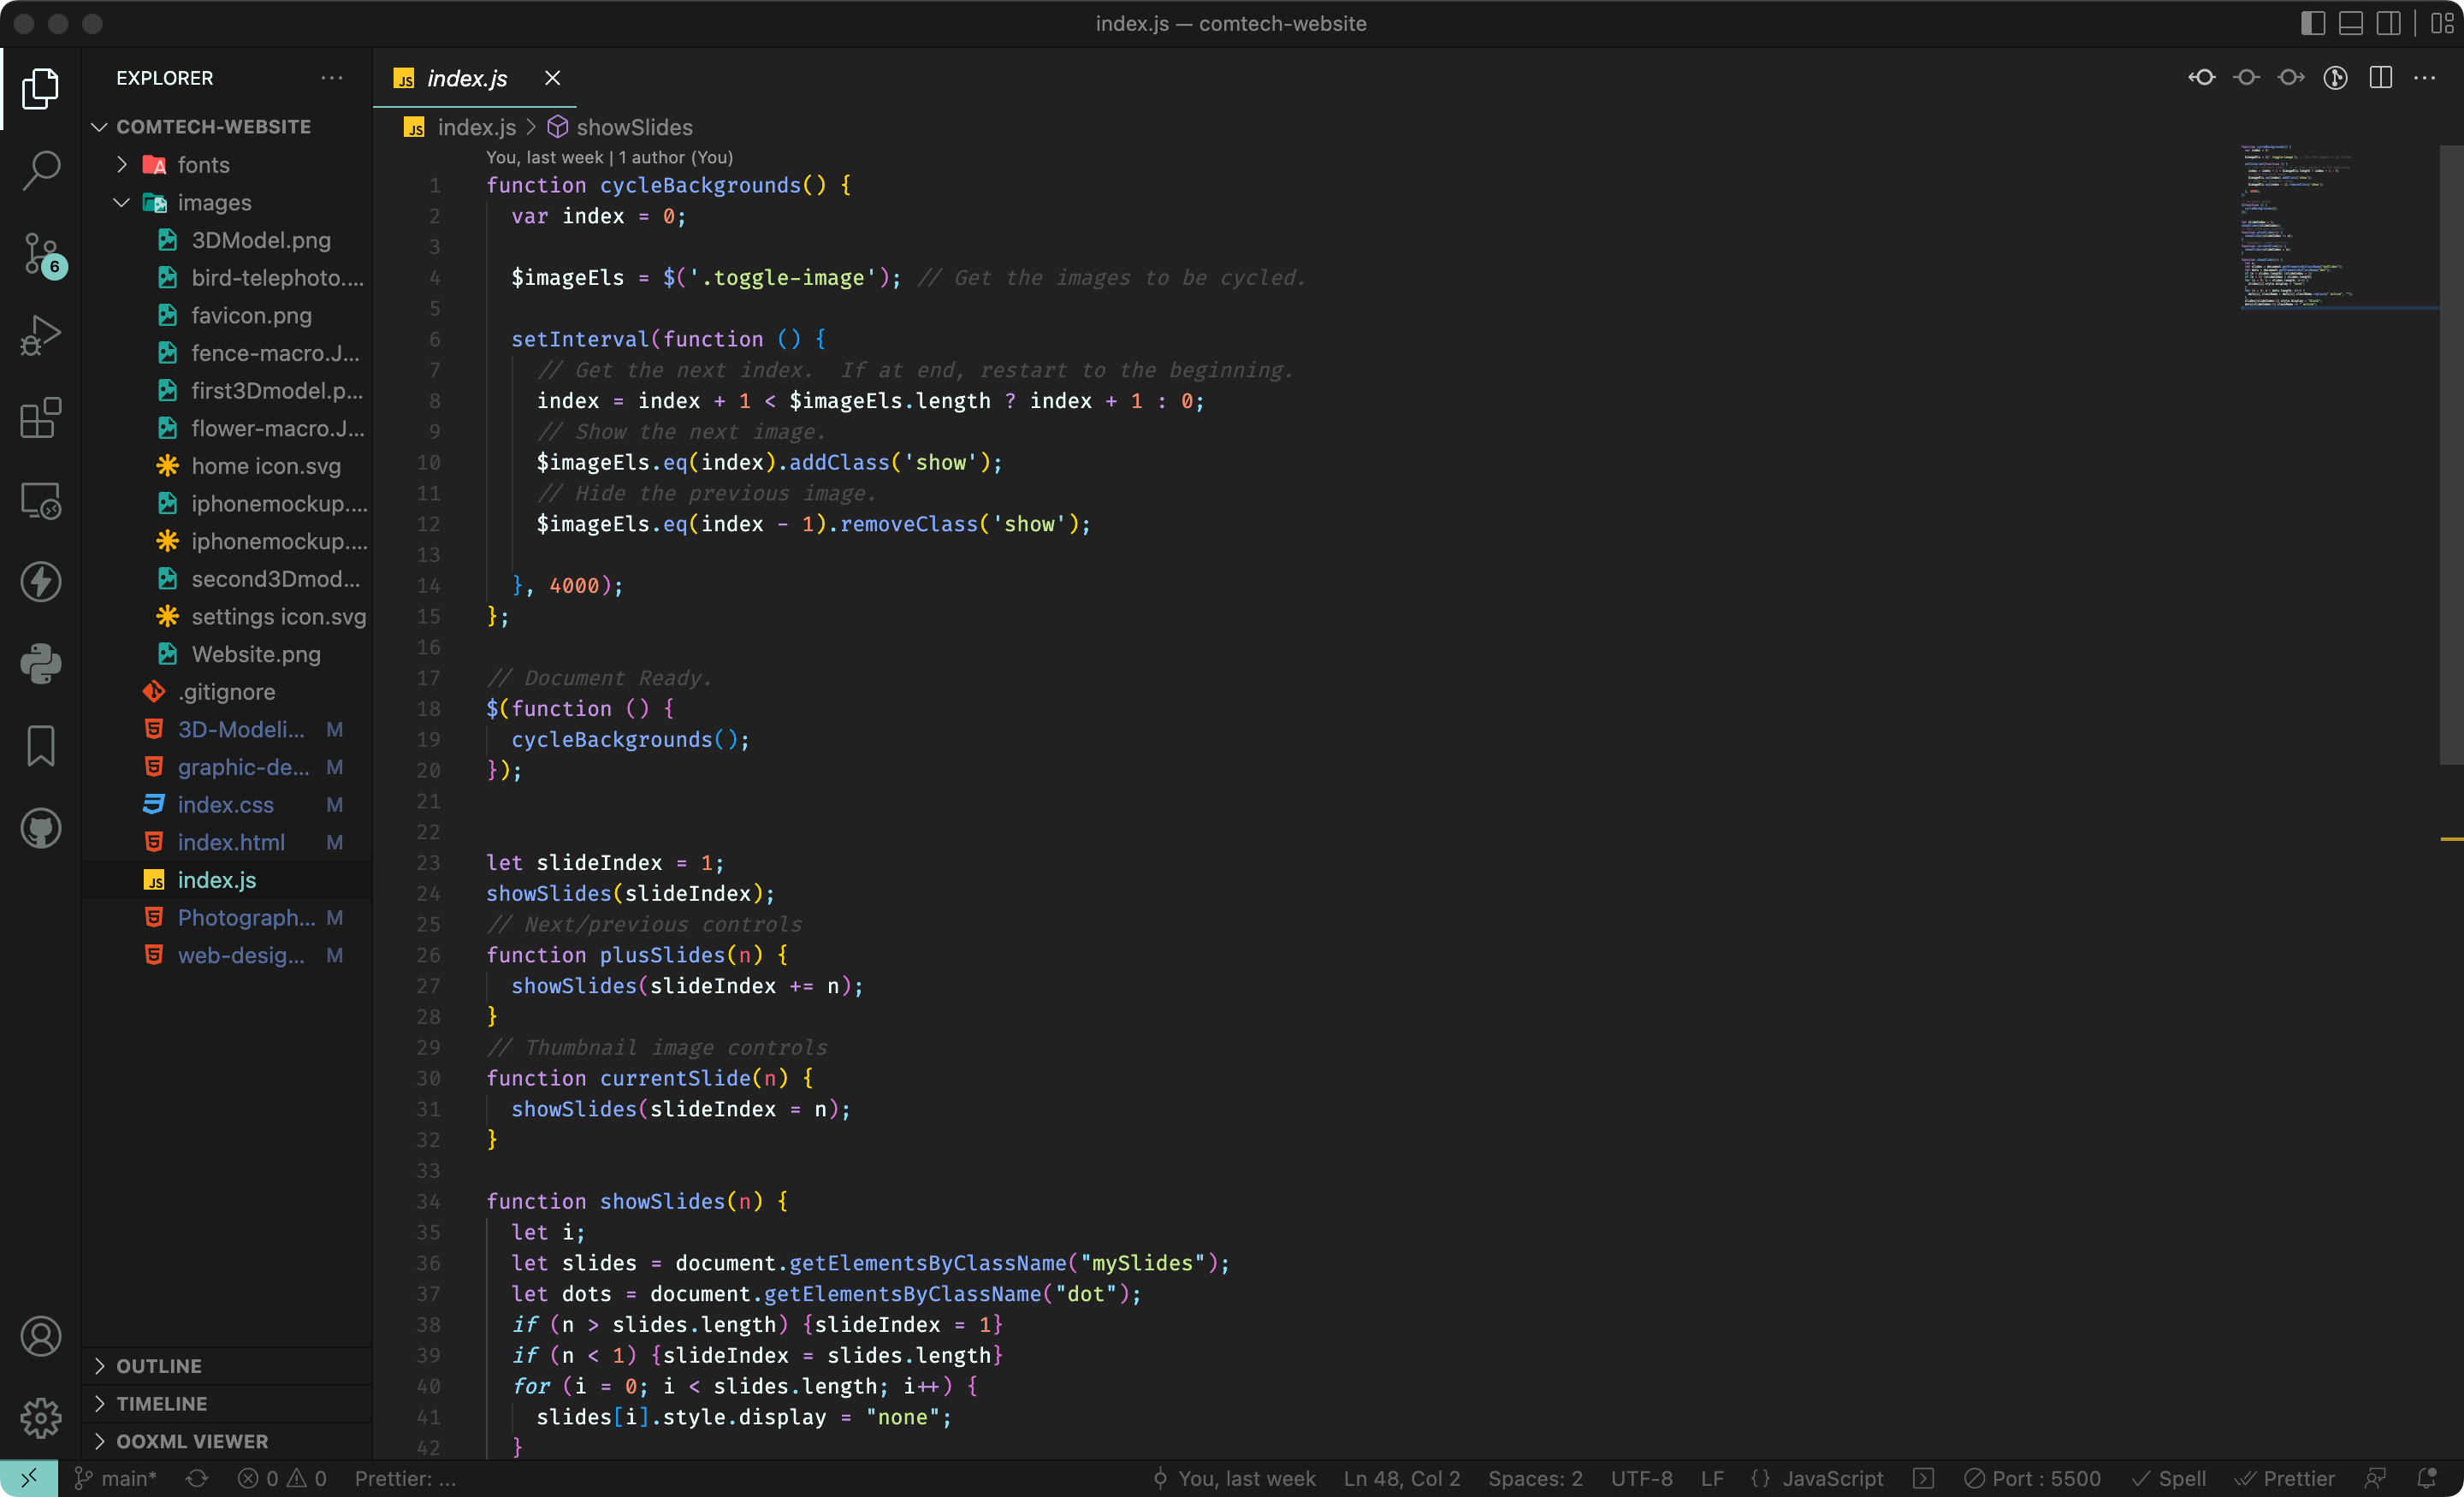 index.js — comtech-website
EXPLORER
COMTECH-WEBSITE
fonts
images
3DModel.png
bird-telephoto....
favicon.png
fence-macro.J...
first3Dmodel.p...
flower-macro.J...
home icon.svg
iphonemockup....
iphonemockup....
second3Dmod...
settings icon.svg
Website.png
.gitignore
3D-Modeli... M
graphic-de... M
index.css M
index.html M
index.js
Photograph... M
web-desig... M
OUTLINE
TIMELINE
OOXML VIEWER
6
JS index.js
JS index.js > showSlides
You, last week | 1 author (You)
1 function cycleBackgrounds() {
2 var index = 0;
3
4 $imageEls = $('.toggle-image'); // Get the images to be cycled.
5
6 setInterval(function () {
7 // Get the next index.  If at end, restart to the beginning.
8 index = index + 1 < $imageEls.length ? index + 1 : 0;
9 // Show the next image.
10 $imageEls.eq(index).addClass('show');
11 // Hide the previous image.
12 $imageEls.eq(index - 1).removeClass('show');
13
14 }, 4000);
15 };
16
17 // Document Ready.
18 $(function () {
19 cycleBackgrounds();
20 });
21
22
23 let slideIndex = 1;
24 showSlides(slideIndex);
25 // Next/previous controls
26 function plusSlides(n) {
27 showSlides(slideIndex += n);
28 }
29 // Thumbnail image controls
30 function currentSlide(n) {
31 showSlides(slideIndex = n);
32 }
33
34 function showSlides(n) {
35 let i;
36 let slides = document.getElementsByClassName("mySlides");
37 let dots = document.getElementsByClassName("dot");
38 if (n > slides.length) {slideIndex = 1}
39 if (n < 1) {slideIndex = slides.length}
40 for (i = 0; i < slides.length; i++) {
41 slides[i].style.display = "none";
42 }
main* 0 0 Prettier: ... You, last week Ln 48, Col 2 Spaces: 2 UTF-8 LF {} JavaScript Port : 5500 Spell Prettier